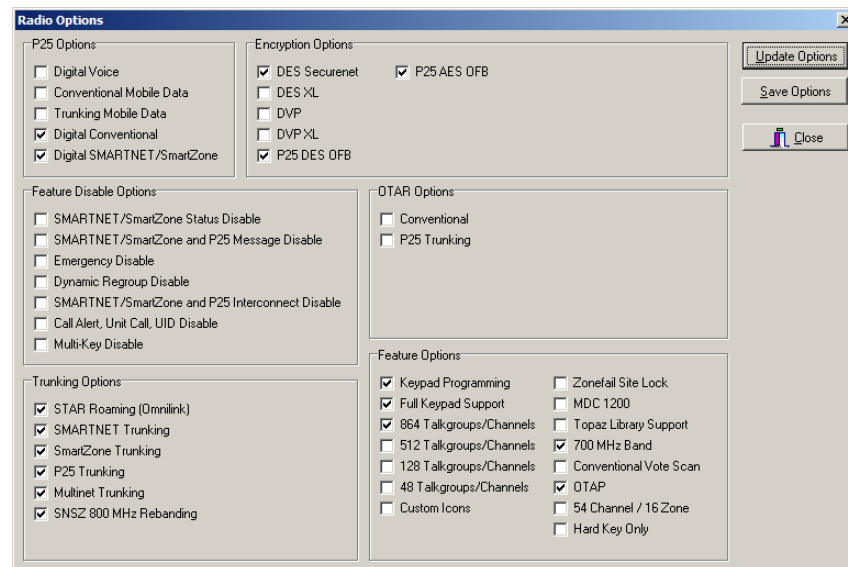 Radio Options
P25 Options
Digital Voice
Conventional Mobile Data
Trunking Mobile Data
Digital Conventional
Digital SMARTNET/SmartZone
Encryption Options
DES Securenet
DES XL
DVP
DVP XL
P25 DES OFB
P25 AES OFB
Update Options
Save Options
Close
Feature Disable Options
SMARTNET/SmartZone Status Disable
SMARTNET/SmartZone and P25 Message Disable
Emergency Disable
Dynamic Regroup Disable
SMARTNET/SmartZone and P25 Interconnect Disable
Call Alert, Unit Call, UID Disable
Multi-Key Disable
OTAR Options
Conventional
P25 Trunking
Trunking Options
STAR Roaming (Omnilink)
SMARTNET Trunking
SmartZone Trunking
P25 Trunking
Multinet Trunking
SNSZ 800 MHz Rebanding
Feature Options
Keypad Programming
Full Keypad Support
864 Talkgroups/Channels
512 Talkgroups/Channels
128 Talkgroups/Channels
48 Talkgroups/Channels
Custom Icons
Zonefail Site Lock
MDC 1200
Topaz Library Support
700 MHz Band
Conventional Vote Scan
OTAP
54 Channel / 16 Zone
Hard Key Only